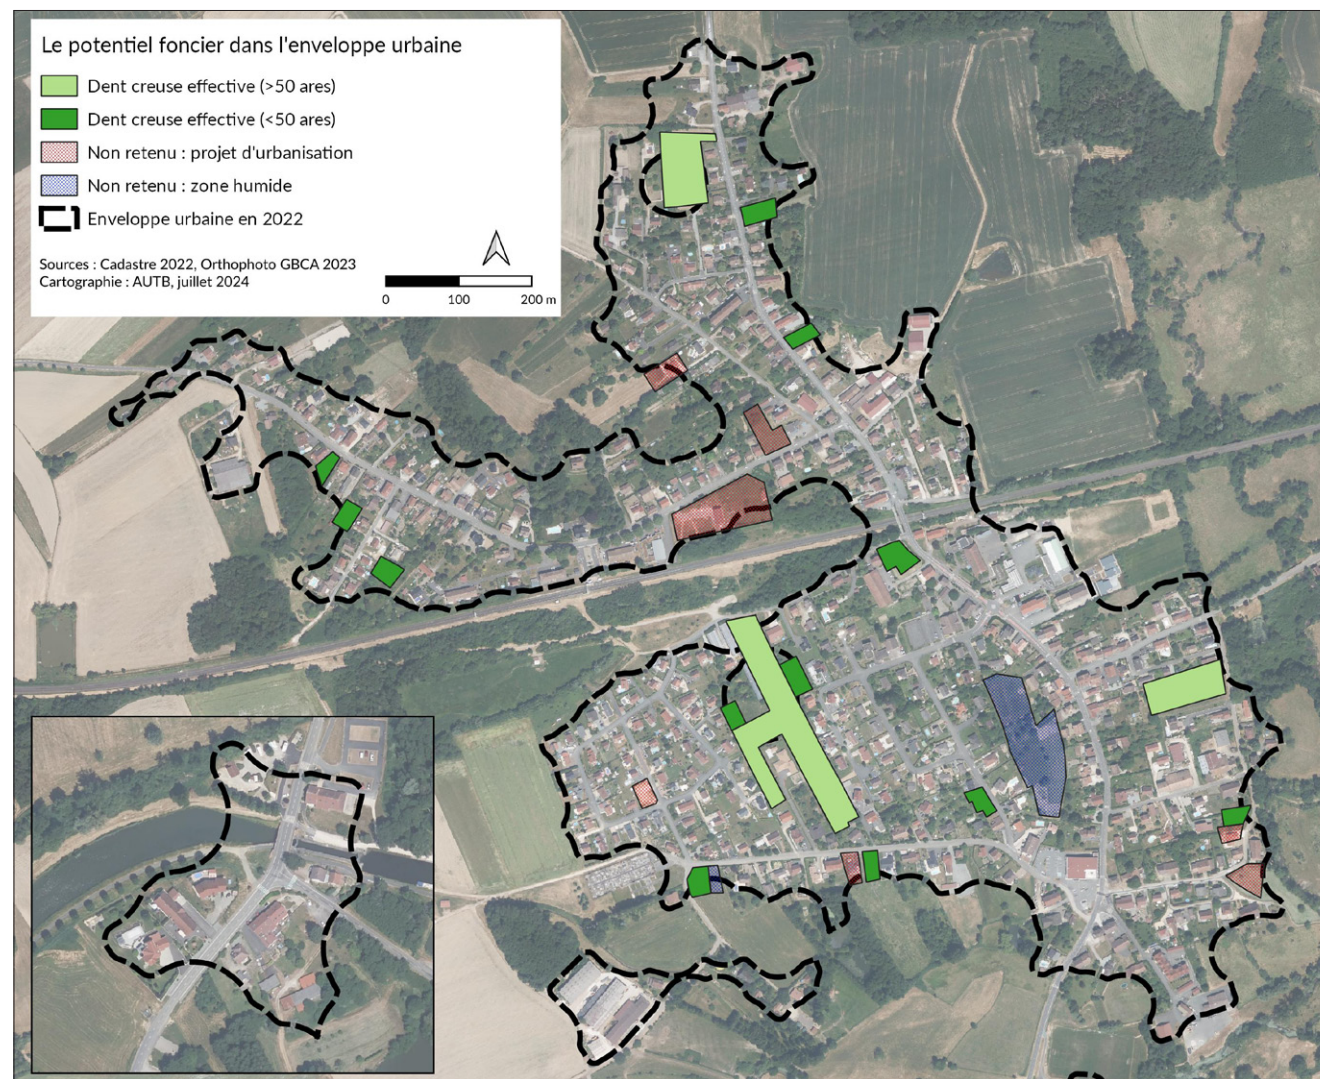 Le potentiel foncier dans l'enveloppe urbaine
Dent creuse effective (>50 ares)
Dent creuse effective (<50 ares)
Non retenu : projet d'urbanisation
Non retenu : zone humide
Enveloppe urbaine en 2022
Sources : Cadastre 2022, Orthophoto GBCA 2023
Cartographie : AUTB, juillet 2024
0 100 200 m